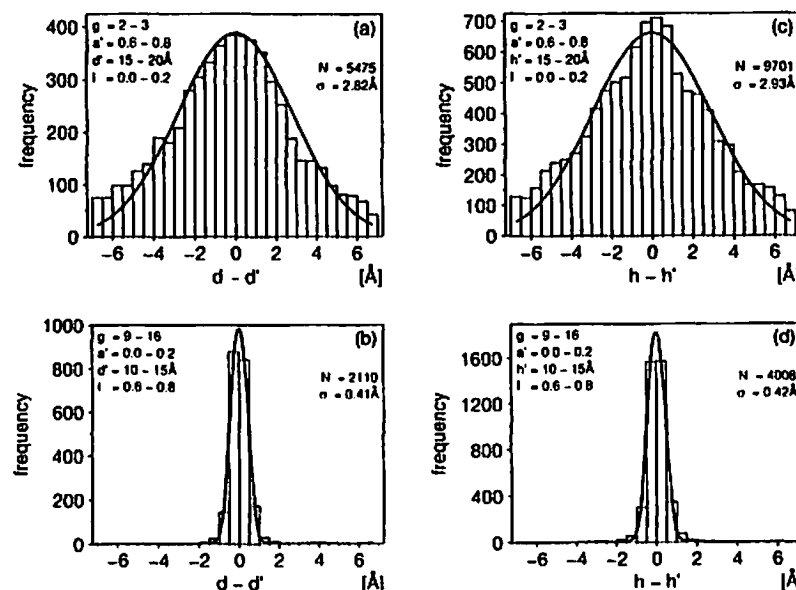 (a)
g = 2 – 3
a' = 0.6 – 0.8
d' = 15 – 20Å
I = 0.0 – 0.2
N = 5475
σ = 2.82Å
frequency
400
300
200
100
0
−6 −4 −2 0 2 4 6
d – d' [Å]
(c)
g = 2 – 3
a' = 0.6 – 0.8
h' = 15 – 20Å
I = 0.0 – 0.2
N = 9701
σ = 2.93Å
frequency
700
600
500
400
300
200
100
0
−6 −4 −2 0 2 4 6
h – h' [Å]
(b)
g = 9 – 16
a' = 0.0 – 0.2
d' = 10 – 15Å
I = 0.6 – 0.8
N = 2110
σ = 0.41Å
frequency
1000
800
600
400
200
0
−6 −4 −2 0 2 4 6
d – d' [Å]
(d)
g = 9 – 16
a' = 0.0 – 0.2
h' = 10 – 15Å
I = 0.6 – 0.8
N = 4008
σ = 0.42Å
frequency
1600
1200
800
400
0
−6 −4 −2 0 2 4 6
h – h' [Å]